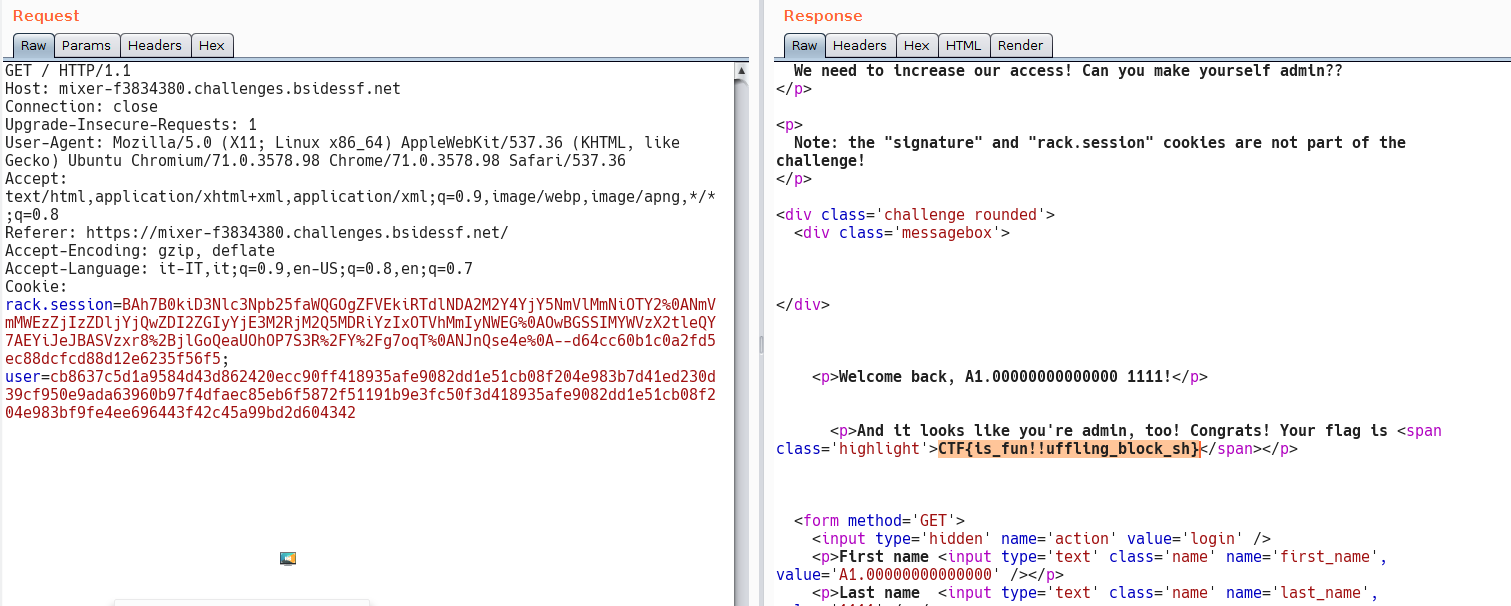 Request
Raw Params Headers Hex
GET / HTTP/1.1
Host: mixer-f3834380.challenges.bsidessf.net
Connection: close
Upgrade-Insecure-Requests: 1
User-Agent: Mozilla/5.0 (X11; Linux x86_64) AppleWebKit/537.36 (KHTML, like
Gecko) Ubuntu Chromium/71.0.3578.98 Chrome/71.0.3578.98 Safari/537.36
Accept:
text/html,application/xhtml+xml,application/xml;q=0.9,image/webp,image/apng,*/*
;q=0.8
Referer: https://mixer-f3834380.challenges.bsidessf.net/
Accept-Encoding: gzip, deflate
Accept-Language: it-IT,it;q=0.9,en-US;q=0.8,en;q=0.7
Cookie:
rack.session=BAh7B0kiD3Nlc3Npb25faWQGOgZFVEkiRTdlNDA2M2Y4YjY5NmVlMmNiOTY2%0ANmV
mMWEzZjIzZDljYjQwZDI2ZGIyYjE3M2RjM2Q5MDRiYzIxOTVhMmIyNWEG%0AOwBGSSIMYWVzX2tleQY
7AEYiJeJBASVzxr8%2BjlGoQeaUOhOP7S3R%2FY%2Fg7oqT%0ANJnQse4e%0A--d64cc60b1c0a2fd5
ec88dcfcd88d12e6235f56f5;
user=cb8637c5d1a9584d43d862420ecc90ff418935afe9082dd1e51cb08f204e983b7d41ed230d
39cf950e9ada63960b97f4dfaec85eb6f5872f51191b9e3fc50f3d418935afe9082dd1e51cb08f2
04e983bf9fe4ee696443f42c45a99bd2d604342
Response
Raw Headers Hex HTML Render
We need to increase our access! Can you make yourself admin??
</p>
<p>
Note: the "signature" and "rack.session" cookies are not part of the
challenge!
</p>
<div class='challenge rounded'>
<div class='messagebox'>
</div>
<p>Welcome back, A1.00000000000000 1111!</p>
<p>And it looks like you're admin, too! Congrats! Your flag is <span
class='highlight'>CTF{is_fun!!uffling_block_sh}</span></p>
<form method='GET'>
<input type='hidden' name='action' value='login' />
<p>First name <input type='text' class='name' name='first_name',
value='A1.00000000000000' /></p>
<p>Last name <input type='text' class='name' name='last_name',